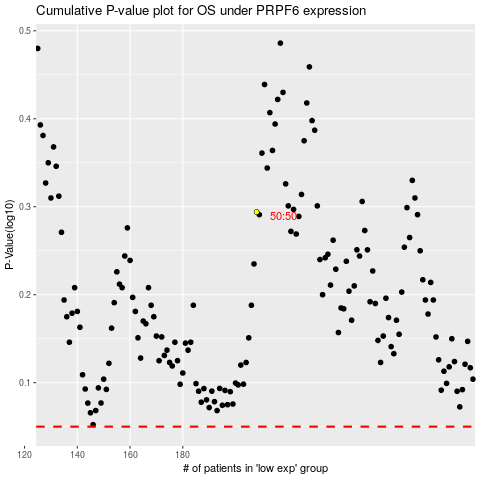 Cumulative P-value plot for OS under PRPF6 expression
P-Value(log10)
0.5
0.4
0.3
0.2
0.1
50:50
120 140 160 180
# of patients in 'low exp' group